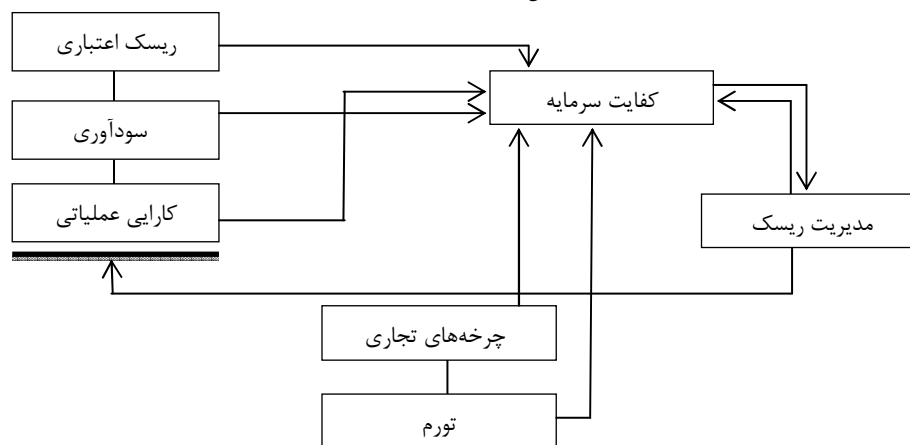 ریسک اعتباری
کفایت سرمایه
سودآوری
کارایی عملیاتی
مدیریت ریسک
چرخه‌های تجاری
تورم